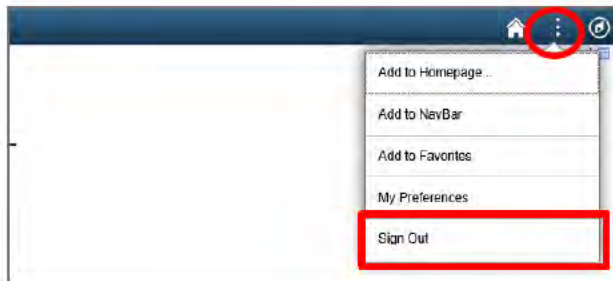 Add to Homepage...
Add to NavBar
Add to Favorites
My Preferences
Sign Out